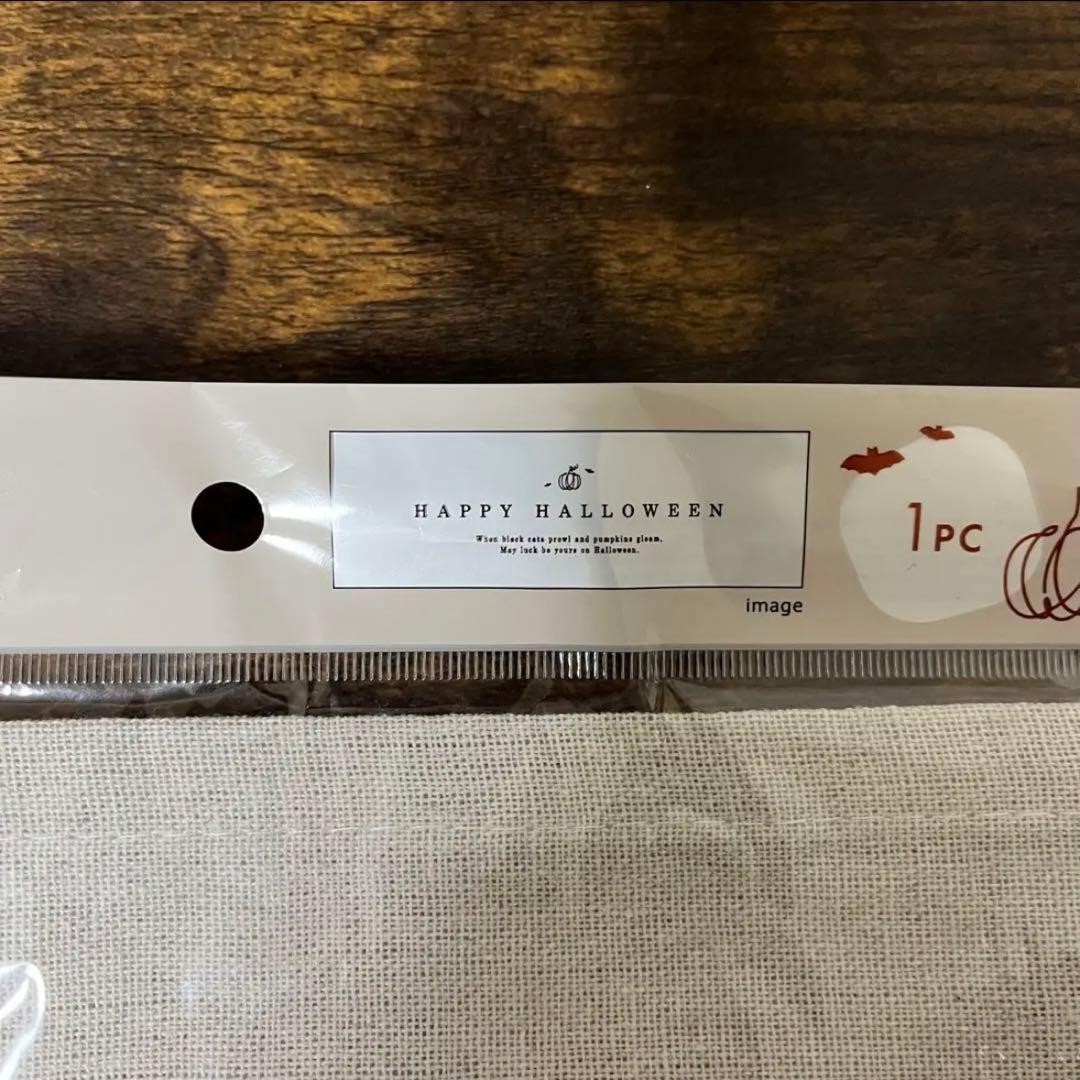 HAPPY HALLOWEEN
When black cats prowl and pumpkins gleam,
May luck be yours on Halloween.
image
1PC